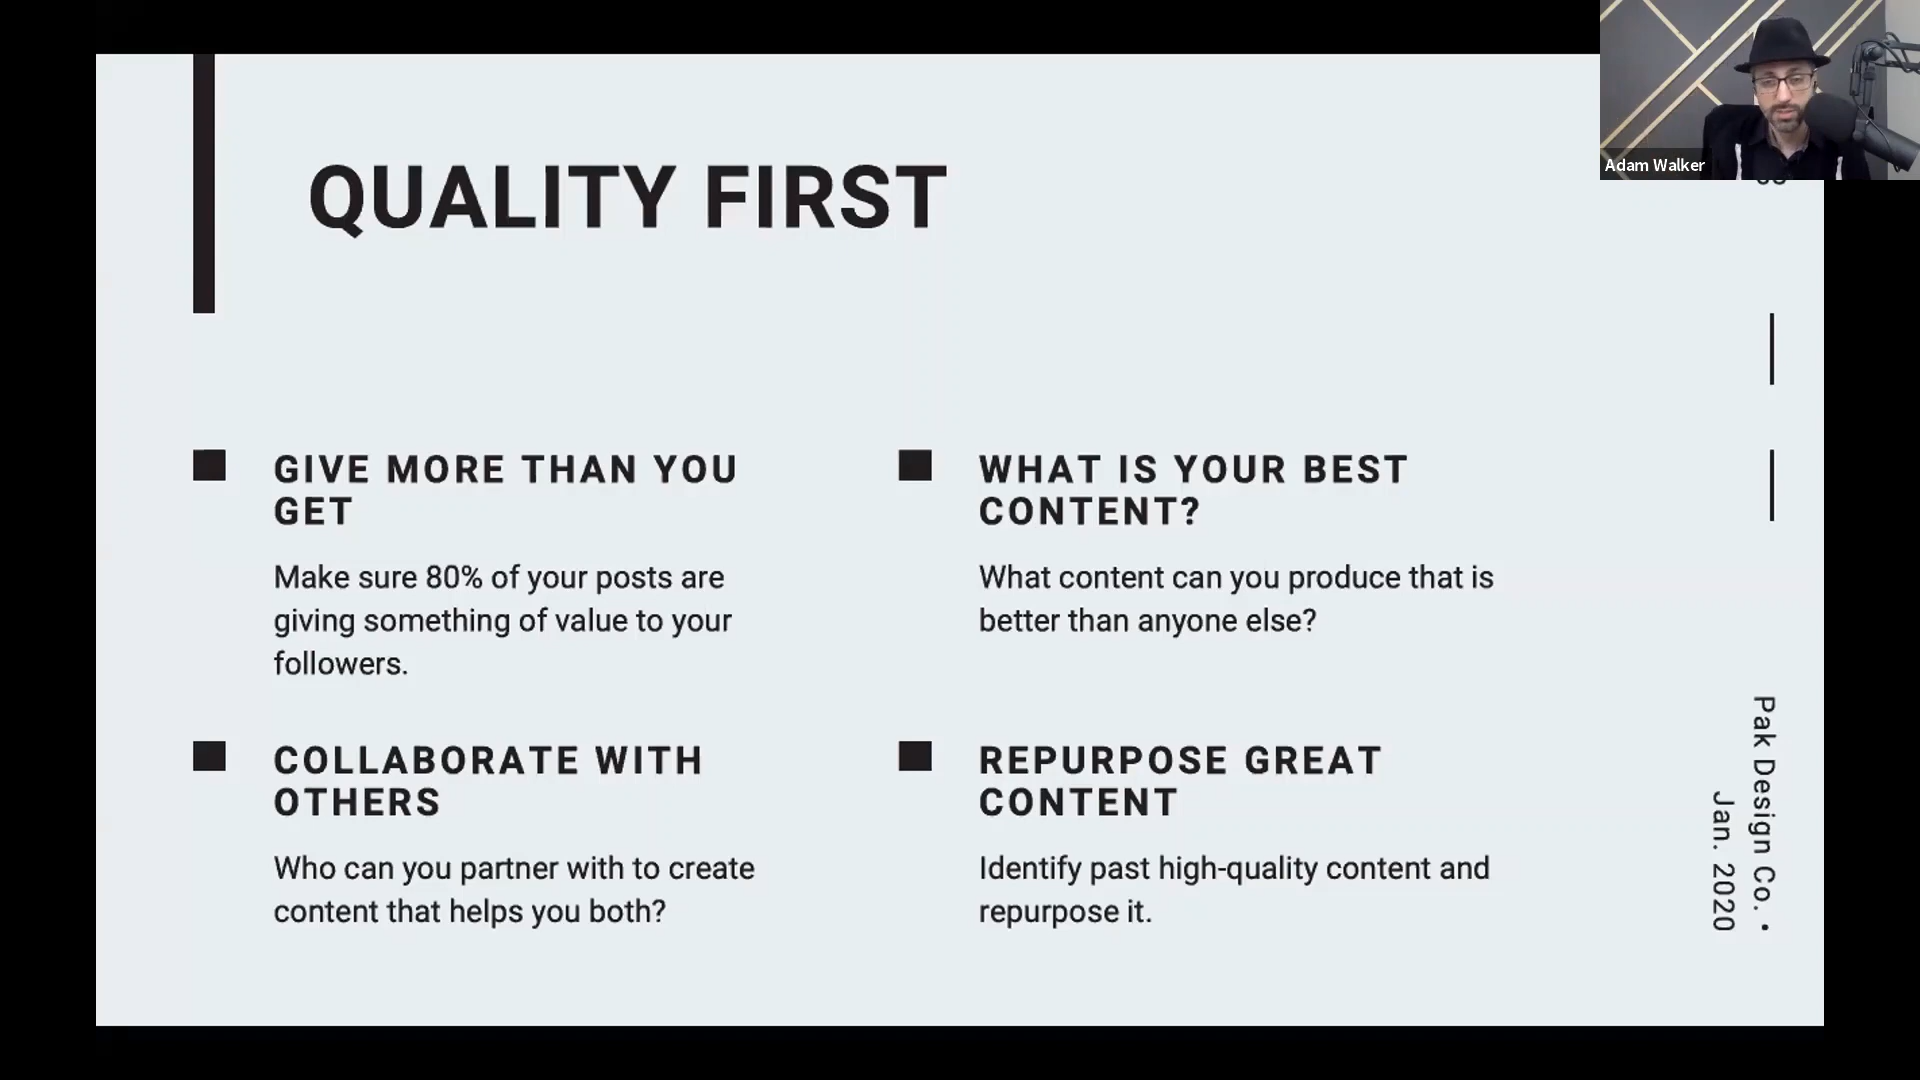 Adam Walker
QUALITY FIRST
GIVE MORE THAN YOU
GET
Make sure 80% of your posts are
giving something of value to your
followers.
WHAT IS YOUR BEST
CONTENT?
What content can you produce that is
better than anyone else?
COLLABORATE WITH
OTHERS
Who can you partner with to create
content that helps you both?
REPURPOSE GREAT
CONTENT
Identify past high-quality content and
repurpose it.
Pak Design Co. •
Jan. 2020